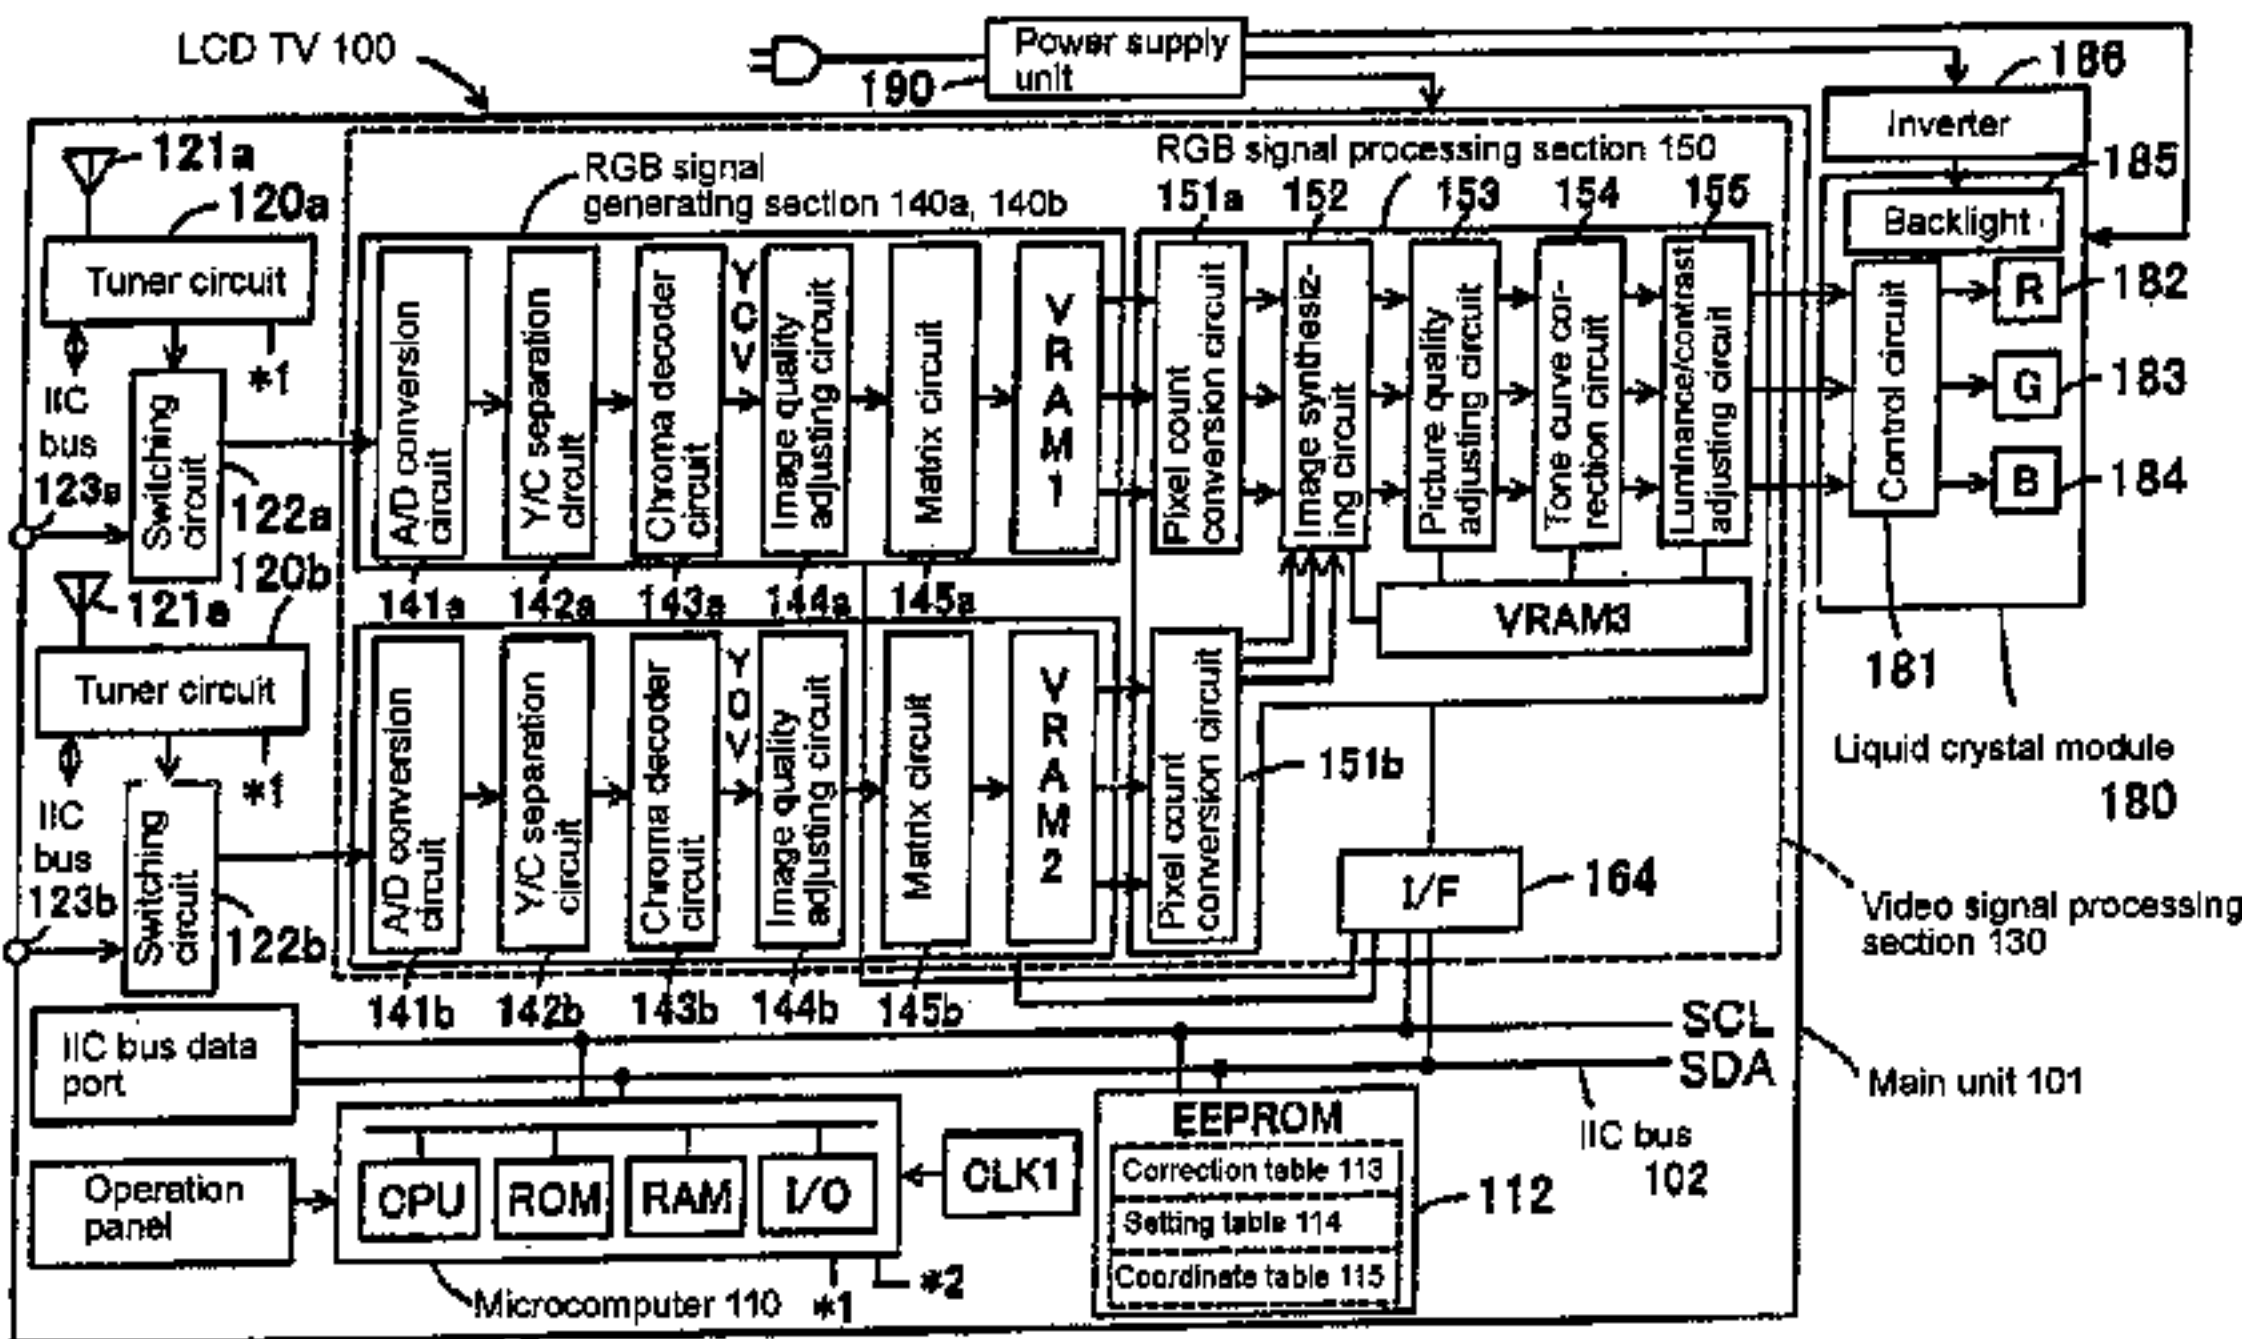 LCD TV 100
Power supply
unit
190
186
Inverter
185
Backlight
121a
120a
Tuner circuit
IIC
bus
*1
123a
Switching
circuit
122a
RGB signal
generating section 140a, 140b
A/D conversion
circuit
Y/C separation
circuit
Chroma decoder
circuit
YOV
Image quality
adjusting circuit
Matrix circuit
VRAM1
141a
142a
143a
144a
145a
RGB signal processing section 150
151a
152
153
154
155
Pixel count
conversion circuit
Image synthesiz-
ing circuit
Picture quality
adjusting circuit
Tone curve cor-
rection circuit
Luminance/contrast
adjusting circuit
VRAM3
Control circuit
R
182
G
183
B
184
181
Liquid crystal module
180
120b
121a
Tuner circuit
IIC
bus
*1
123b
Switching
circuit
122b
A/D conversion
circuit
Y/C separation
circuit
Chroma decoder
circuit
YOV
Image quality
adjusting circuit
Matrix circuit
VRAM2
141b
142b
143b
144b
145b
Pixel count
conversion circuit
151b
I/F
164
Video signal processing
section 130
SCL
SDA
Main unit 101
IIC bus
102
IIC bus data
port
Operation
panel
CPU
ROM
RAM
I/O
CLK1
Microcomputer 110
*1
*2
EEPROM
Correction table 113
Setting table 114
Coordinate table 115
112